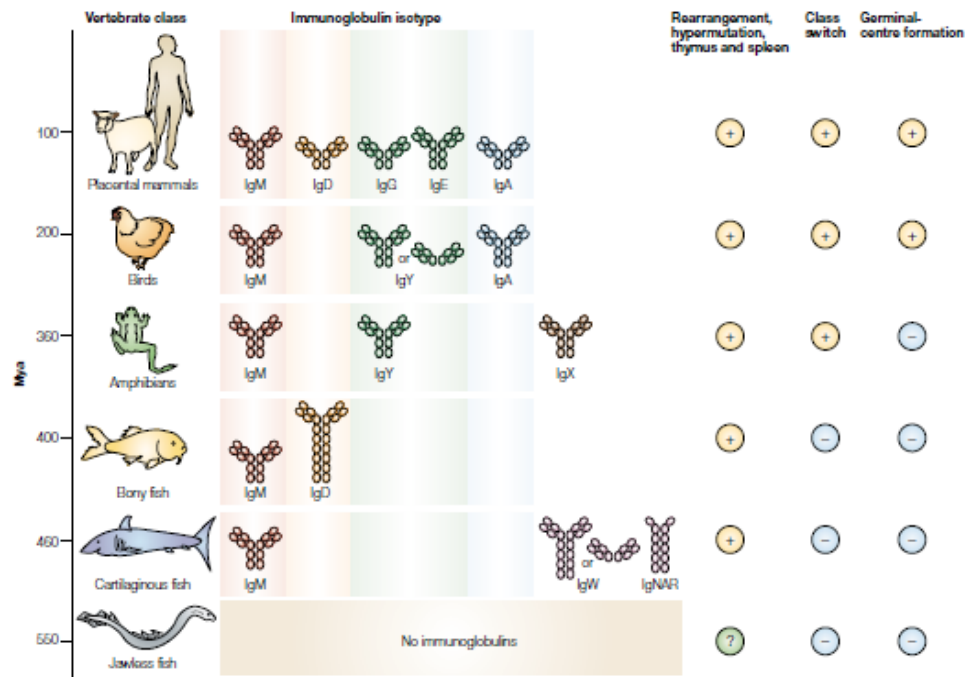 Vertebrate class
Immunoglobulin isotype
Rearrangement,
hypermutation,
thymus and spleen
Class
switch
Germinal-
centre formation
Mya
100
Placental mammals
IgM
IgD
IgG
IgE
IgA
+
+
+
200
Birds
IgM
or
IgY
IgA
+
+
+
360
Amphibians
IgM
IgY
IgX
+
+
–
400
Bony fish
IgM
IgD
+
–
–
460
Cartilaginous fish
IgM
or
IgW
IgNAR
+
–
–
550
Jawless fish
No immunoglobulins
?
–
–